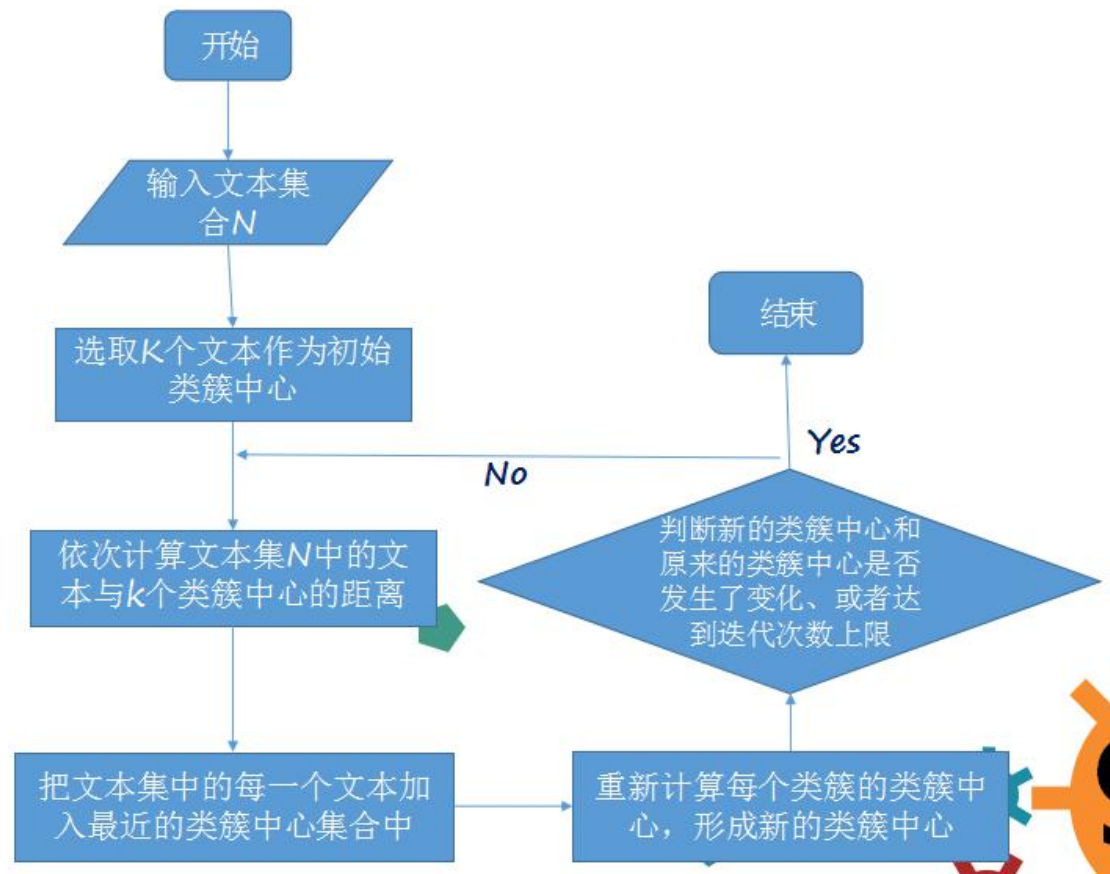 开始
输入文本集
合N
选取K个文本作为初始
类簇中心
依次计算文本集N中的文
本与k个类簇中心的距离
把文本集中的每一个文本加
入最近的类簇中心集合中
重新计算每个类簇的类簇中
心，形成新的类簇中心
判断新的类簇中心和
原来的类簇中心是否
发生了变化、或者达
到迭代次数上限
No
Yes
结束